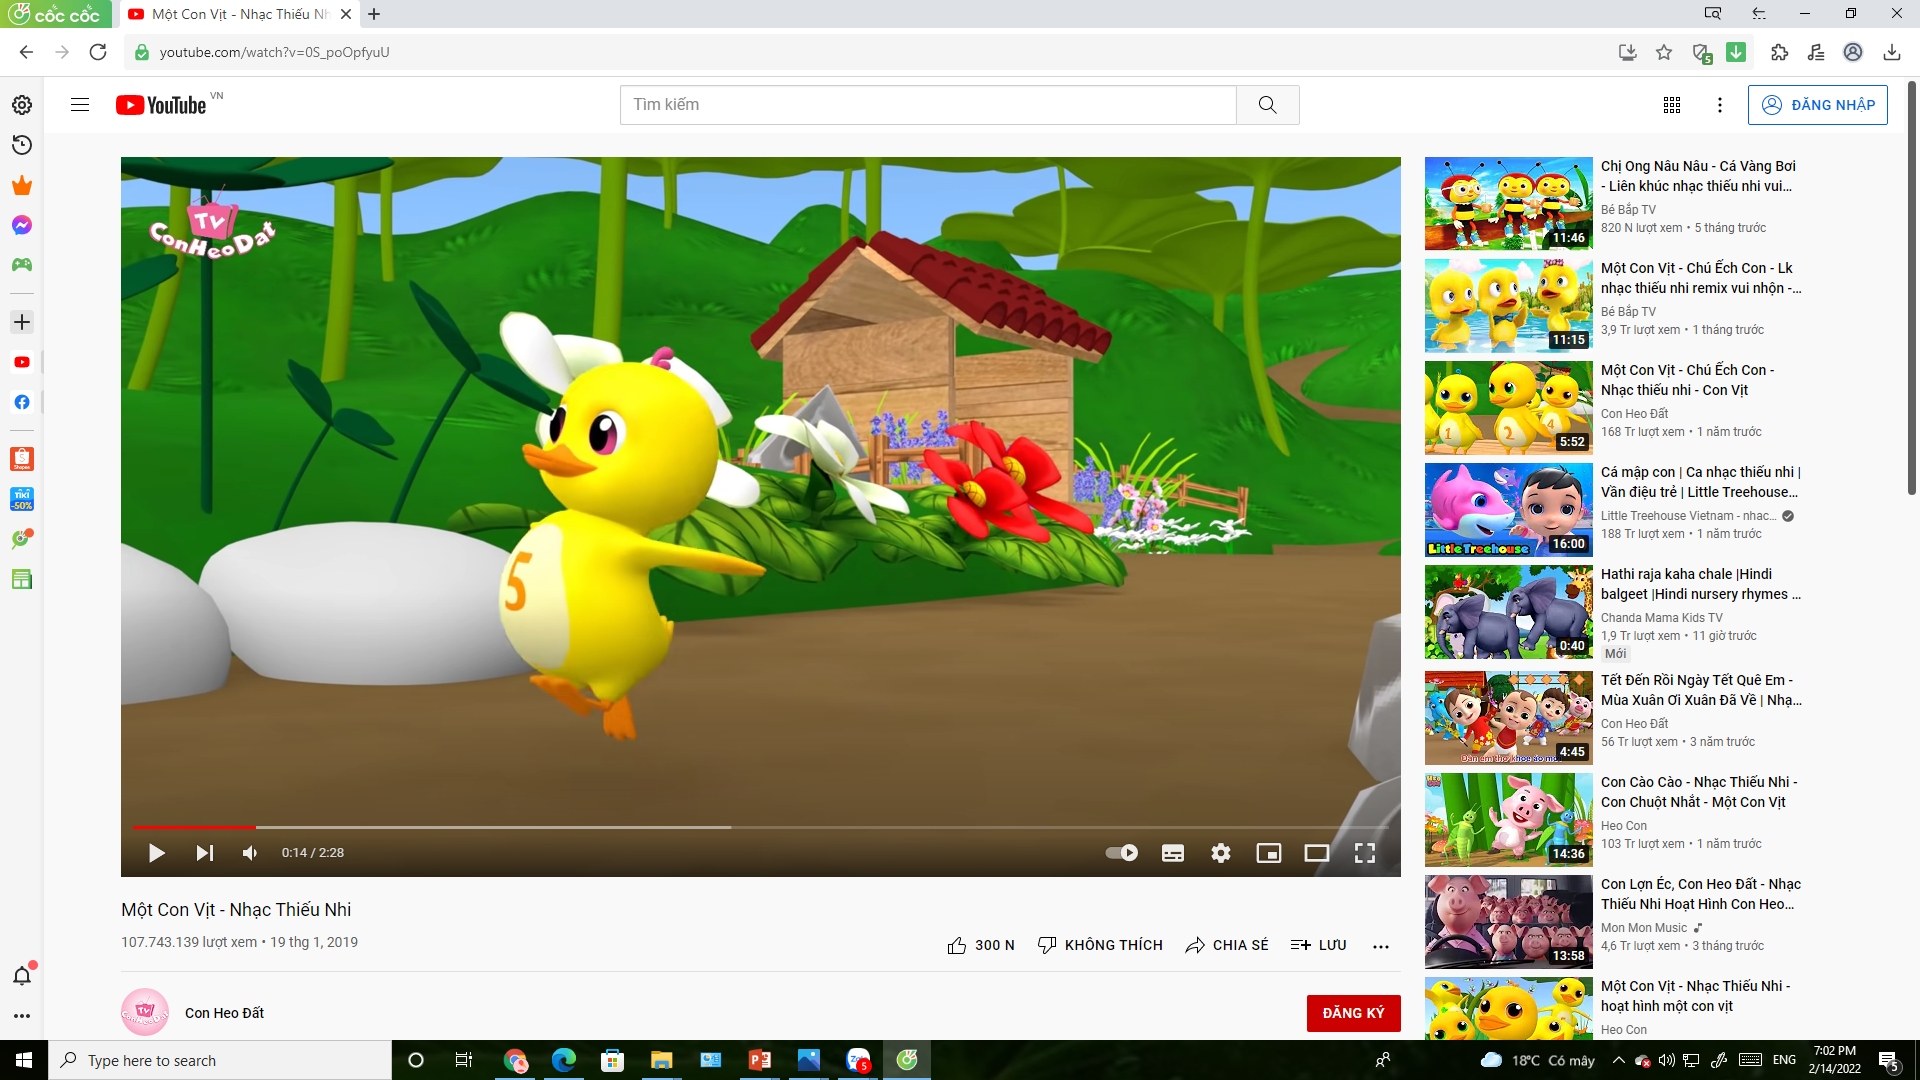 cốc cốc
Một Con Vịt - Nhạc Thiếu Nh
youtube.com/watch?v=0S_poOpfyuU
5
YouTube VN
Tìm kiếm
ĐĂNG NHẬP
TV
ConHeoDat
5
0:14 / 2:28
Một Con Vịt - Nhạc Thiếu Nhi
107.743.139 lượt xem • 19 thg 1, 2019
300 N
KHÔNG THÍCH
CHIA SẺ
LƯU
Con Heo Đất
ĐĂNG KÝ
11:46
Chị Ong Nâu Nâu - Cá Vàng Bơi
- Liên khúc nhạc thiếu nhi vui...
Bé Bắp TV
820 N lượt xem • 5 tháng trước
11:15
Một Con Vịt - Chú Ếch Con - Lk
nhạc thiếu nhi remix vui nhộn -...
Bé Bắp TV
3,9 Tr lượt xem • 1 tháng trước
1 2 4
5:52
Một Con Vịt - Chú Ếch Con -
Nhạc thiếu nhi - Con Vịt
Con Heo Đất
168 Tr lượt xem • 1 năm trước
Little Treehouse
16:00
Cá mập con | Ca nhạc thiếu nhi |
Vần điệu trẻ | Little Treehouse...
Little Treehouse Vietnam - nhac...
188 Tr lượt xem • 1 năm trước
0:40
Hathi raja kaha chale |Hindi
balgeet |Hindi nursery rhymes ...
Chanda Mama Kids TV
1,9 Tr lượt xem • 11 giờ trước
Mới
4:45
Tết Đến Rồi Ngày Tết Quê Em -
Mùa Xuân Ơi Xuân Đã Về | Nhạ...
Con Heo Đất
56 Tr lượt xem • 3 năm trước
14:36
Con Cào Cào - Nhạc Thiếu Nhi -
Con Chuột Nhắt - Một Con Vịt
Heo Con
103 Tr lượt xem • 1 năm trước
13:58
Con Lợn Éc, Con Heo Đất - Nhạc
Thiếu Nhi Hoạt Hình Con Heo...
Mon Mon Music
4,6 Tr lượt xem • 3 tháng trước
Một Con Vịt - Nhạc Thiếu Nhi -
hoạt hình một con vịt
Heo Con
Shopee
TIKI
-50%
Type here to search
Zalo
5
18°C Có mây
ENG
7:02 PM
2/14/2022
5